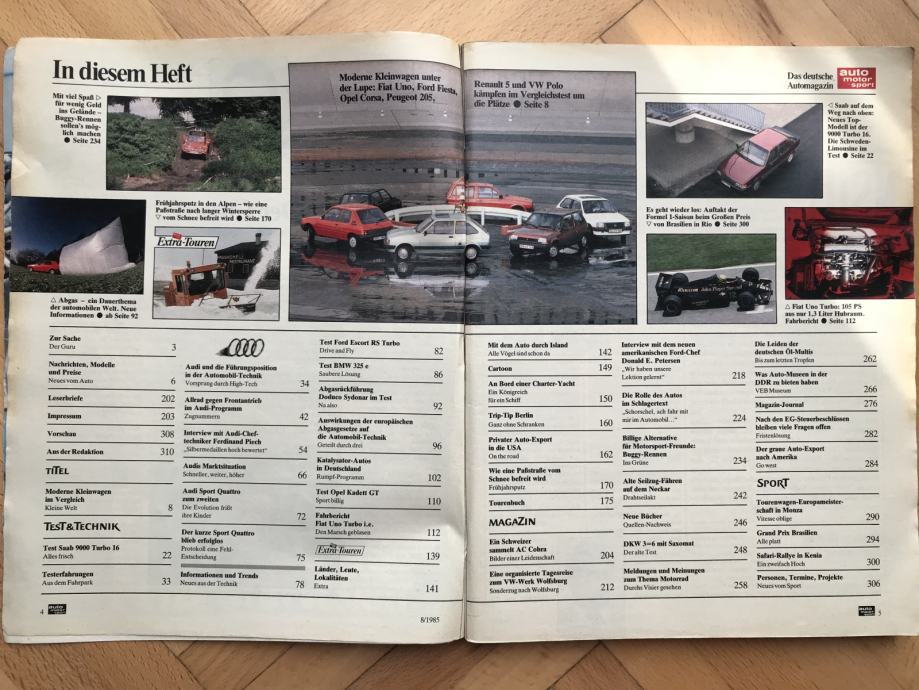 In diesem Heft
Mit viel Spaß ▷
für wenig Geld
ins Gelände –
Buggy-Rennen
sollen's mög-
lich machen
● Seite 234
Moderne Kleinwagen unter
der Lupe: Fiat Uno, Ford Fiesta,
Opel Corsa, Peugeot 205,
Renault 5 und VW Polo
kämpfen im Vergleichstest um
die Plätze ● Seite 8
Das deutsche
Automagazin
auto
motor
sport
◁ Saab auf dem
Weg nach oben:
Neues Top-
Modell ist der
9000 Turbo 16.
Die Schweden-
Limousine im
Test ● Seite 22
Frühjahrsputz in den Alpen – wie eine
Paßstraße nach langer Wintersperre
▽ vom Schnee befreit wird ● Seite 170
Extra-Touren
Es geht wieder los: Auftakt der
Formel 1-Saison beim Großen Preis
▽ von Brasilien in Rio ● Seite 300
△ Abgas – ein Dauerthema
der automobilen Welt. Neue
Informationen ● ab Seite 92
△ Fiat Uno Turbo: 105 PS
aus nur 1,3 Liter Hubraum.
Fahrbericht ● Seite 112
Zur Sache
Der Guru 3
Nachrichten, Modelle
und Preise
Neues vom Auto 6
Leserbriefe 202
Impressum 203
Vorschau 308
Aus der Redaktion 310
TITEL
Moderne Kleinwagen
im Vergleich
Kleine Welt 8
TEST&TECHNIK
Test Saab 9000 Turbo 16
Alles frisch 22
Testerfahrungen
Aus dem Fahrpark 33
Audi und die Führungsposition
in der Automobil-Technik
Vorsprung durch High-Tech 34
Allrad gegen Frontantrieb
im Audi-Programm
Zugnummern 42
Interview mit Audi-Chef-
techniker Ferdinand Piech
„Silbermedaillen hoch bewertet“ 54
Audis Marktsituation
Schneller, weiter, höher 66
Audi Sport Quattro
zum zweiten
Die Evolution frißt
ihre Kinder 72
Der kurze Sport Quattro
blieb erfolglos
Protokoll eine Fehl-
Entscheidung 75
Informationen und Trends
Neues aus der Technik 78
Test Ford Escort RS Turbo
Drive and Fly 82
Test BMW 325 e
Saubere Lösung 86
Abgasrückführung
Doduco Sydonar im Test
Na also 92
Auswirkungen der europäischen
Abgasgesetze auf
die Automobil-Technik
Geteilt durch drei 96
Katalysator-Autos
in Deutschland
Rumpf-Programm 102
Test Opel Kadett GT
Sport billig 110
Fahrbericht
Fiat Uno Turbo i.e.
Den Marsch geblasen 112
Extra-Touren 139
Länder, Leute,
Lokalitäten
Extra 141
Mit dem Auto durch Island
Alle Vögel sind schon da 142
Cartoon 149
An Bord einer Charter-Yacht
Ein Königreich
für ein Schiff 150
Trip-Tip Berlin
Ganz ohne Schranken 160
Privater Auto-Export
in die USA
On the road 162
Wie eine Paßstraße vom
Schnee befreit wird
Frühjahrsputz 170
Tourenbuch 175
MAGAZIN
Ein Schweizer
sammelt AC Cobra
Bilder einer Leidenschaft 204
Eine organisierte Tagesreise
zum VW-Werk Wolfsburg
Sonderzug nach Wolfsburg 212
Interview mit dem neuen
amerikanischen Ford-Chef
Donald E. Petersen
„Wir haben unsere
Lektion gelernt“ 218
Die Rolle des Autos
im Schlagertext
„Schorschel, ach fahr mit
mir im Automobil...“ 224
Billige Alternative
für Motorsport-Freunde:
Buggy-Rennen
Ins Grüne 234
Alte Seilzug-Fähren
auf dem Neckar
Drahtseilakt 242
Neue Bücher
Quellen-Nachweis 246
DKW 3=6 mit Saxomat
Der alte Test 248
Meldungen und Meinungen
zum Thema Motorrad
Durchs Visier gesehen 258
Die Leiden der
deutschen Öl-Multis
Bis zum letzten Tropfen 262
Was Auto-Museen in der
DDR zu bieten haben
VEB Museum 266
Magazin-Journal 276
Nach den EG-Steuerbeschlüssen
bleiben viele Fragen offen
Fristenlösung 282
Der graue Auto-Export
nach Amerika
Go west 284
SPORT
Tourenwagen-Europameister-
schaft in Monza
Vitesse oblige 290
Grand Prix Brasilien
Alle platt 294
Safari-Rallye in Kenia
Ein zweifach Hoch 300
Personen, Termine, Projekte
Neues vom Sport 306
4
8/1985
5